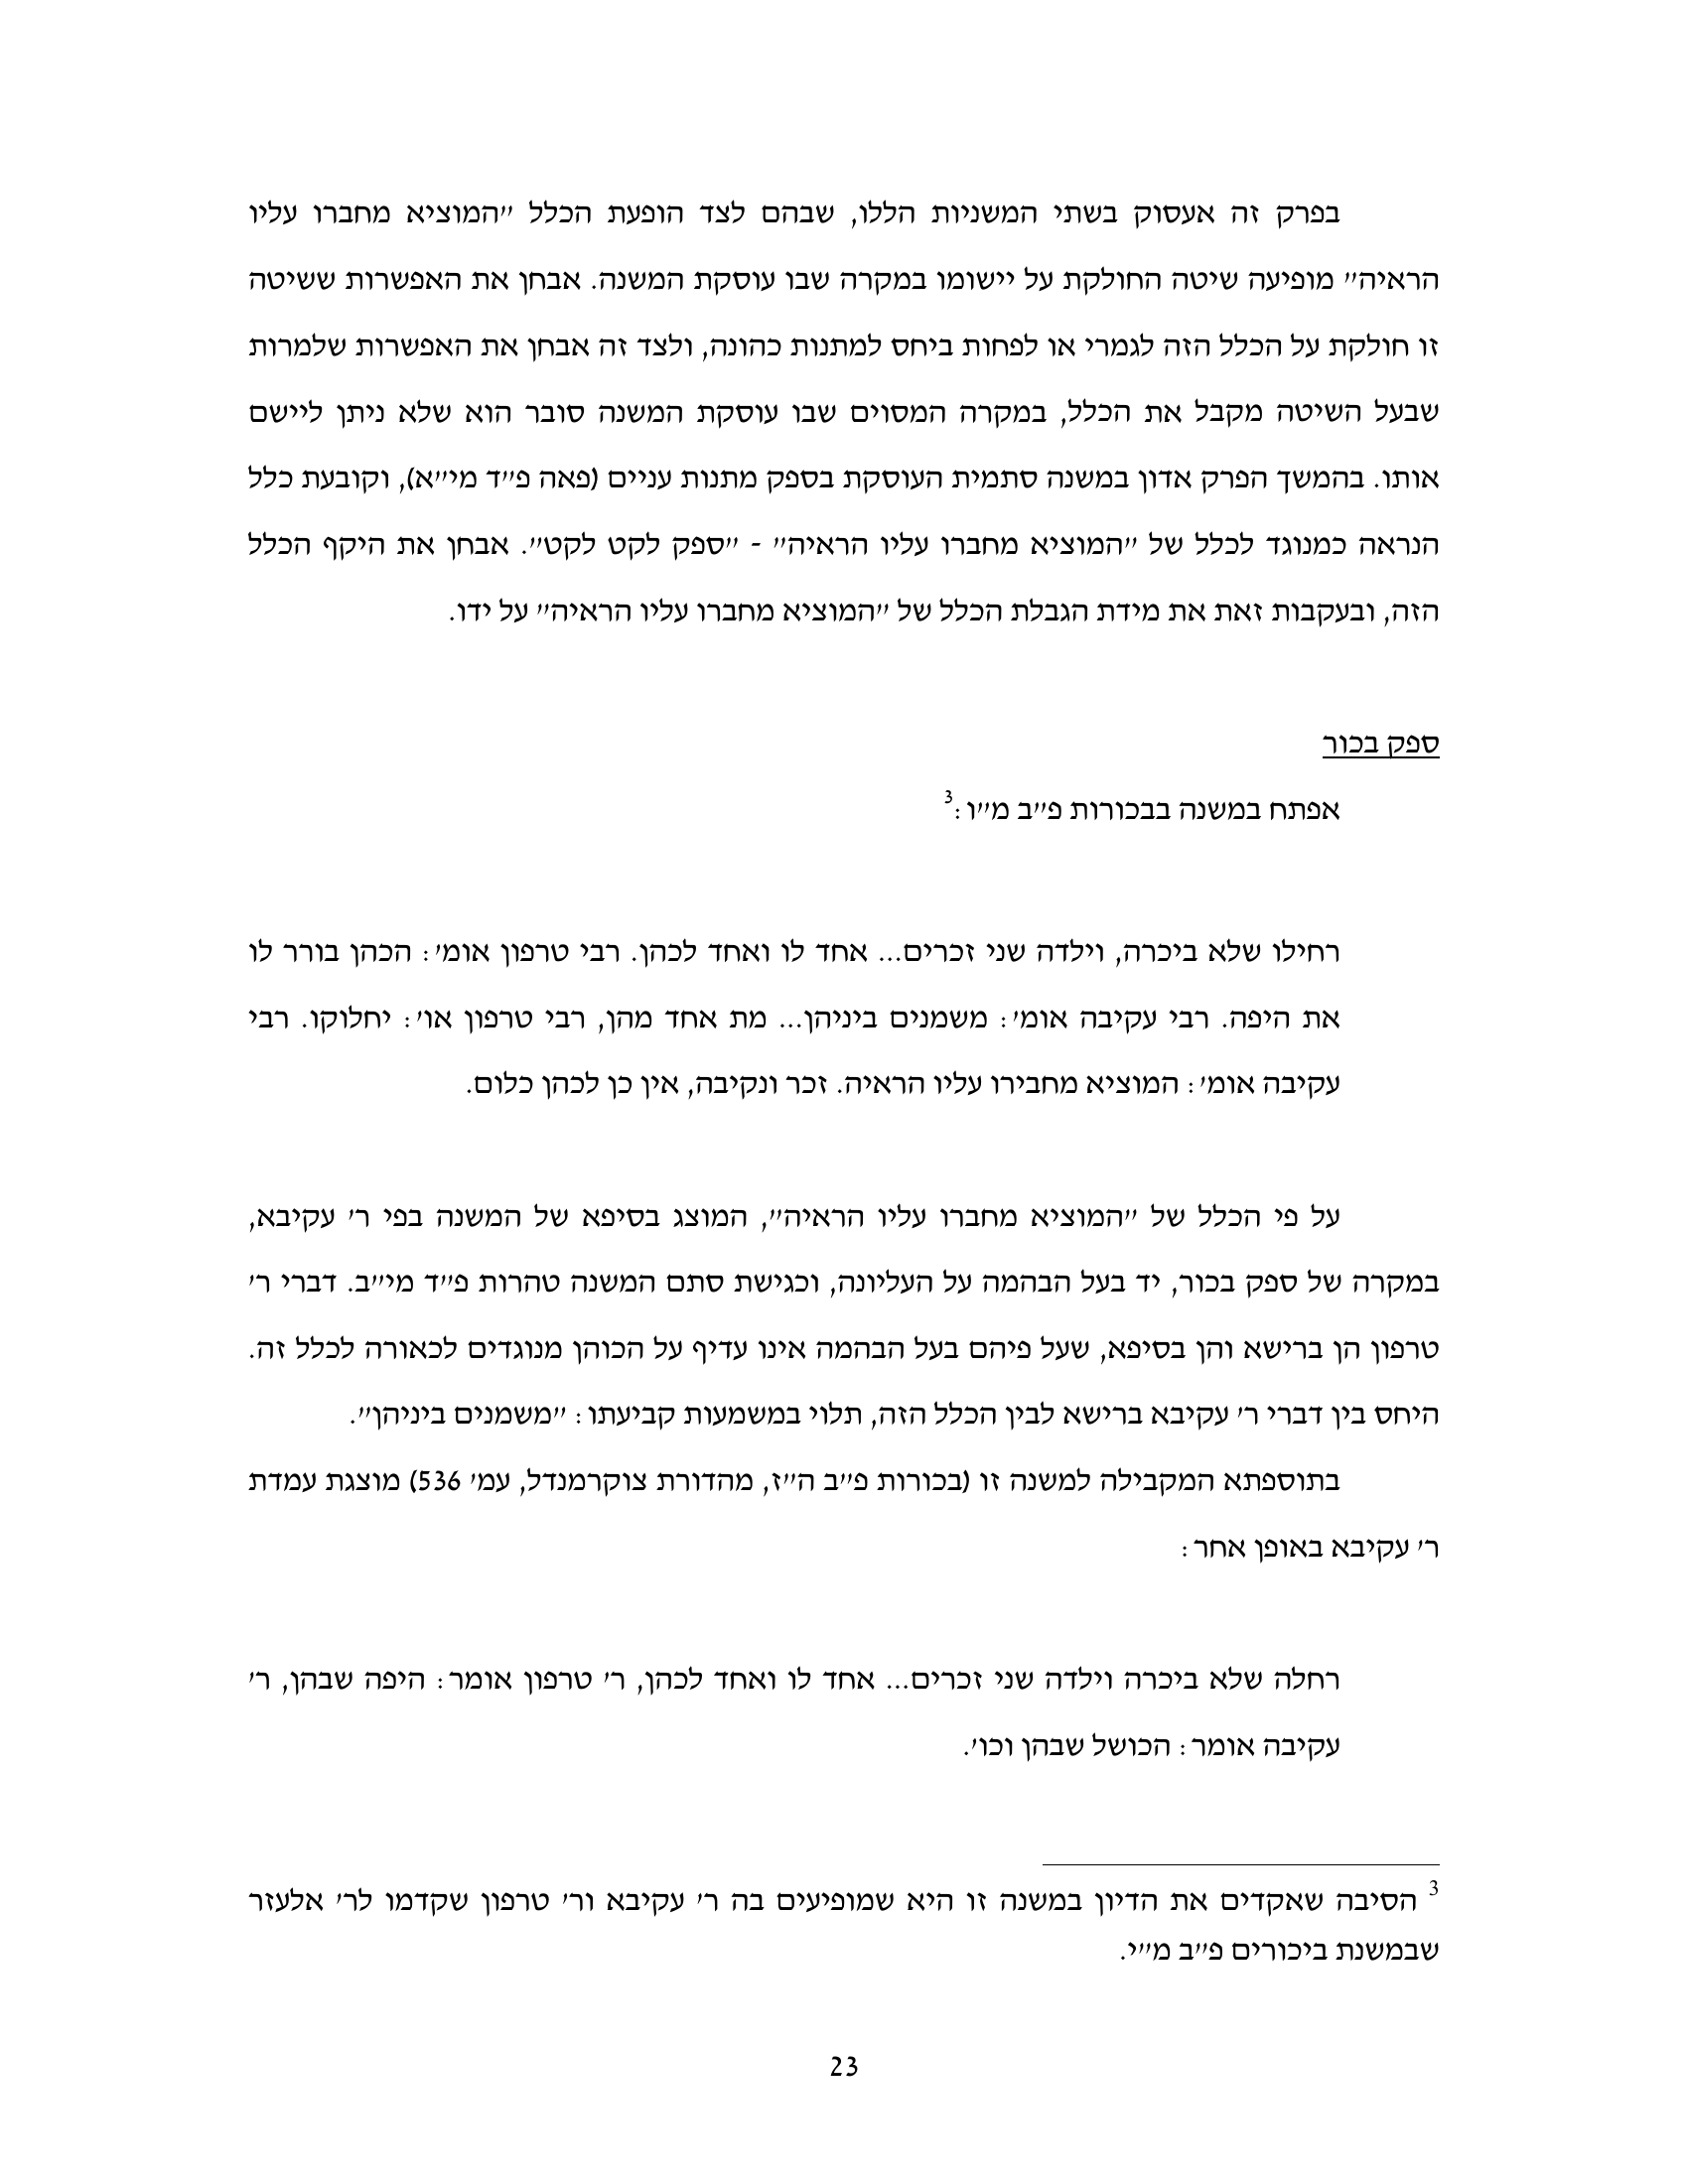 בפרק זה אעסוק בשתי המשניות הללו, שבהם לצד הופעת הכלל "המוציא מחברו עליו
הראיה" מופיעה שיטה החולקת על יישומו במקרה שבו עוסקת המשנה. אבחן את האפשרות ששיטה
זו חולקת על הכלל הזה לגמרי או לפחות ביחס למתנות כהונה, ולצד זה אבחן את האפשרות שלמרות
שבעל השיטה מקבל את הכלל, במקרה המסוים שבו עוסקת המשנה סובר הוא שלא ניתן ליישם
אותו. בהמשך הפרק אדון במשנה סתמית העוסקת בספק מתנות עניים (פאה פ"ד מי"א), וקובעת כלל
הנראה כמנוגד לכלל של "המוציא מחברו עליו הראיה" - "ספק לקט לקט". אבחן את היקף הכלל
הזה, ובעקבות זאת את מידת הגבלת הכלל של "המוציא מחברו עליו הראיה" על ידו.
ספק בכור
אפתח במשנה בבכורות פ"ב מ"ו:3
רחילו שלא ביכרה, וילדה שני זכרים... אחד לו ואחד לכהן. רבי טרפון אומ': הכהן בורר לו
את היפה. רבי עקיבה אומ': משמנים ביניהן... מת אחד מהן, רבי טרפון או': יחלוקו. רבי
עקיבה אומ': המוציא מחבירו עליו הראיה. זכר ונקיבה, אין כן לכהן כלום.
על פי הכלל של "המוציא מחברו עליו הראיה", המוצג בסיפא של המשנה בפי ר' עקיבא,
במקרה של ספק בכור, יד בעל הבהמה על העליונה, וכגישת סתם המשנה טהרות פ"ד מי"ב. דברי ר'
טרפון הן ברישא והן בסיפא, שעל פיהם בעל הבהמה אינו עדיף על הכוהן מנוגדים לכאורה לכלל זה.
היחס בין דברי ר' עקיבא ברישא לבין הכלל הזה, תלוי במשמעות קביעתו: "משמנים ביניהן".
בתוספתא המקבילה למשנה זו (בכורות פ"ב ה"ז, מהדורת צוקרמנדל, עמ' 536) מוצגת עמדת
ר' עקיבא באופן אחר:
רחלה שלא ביכרה וילדה שני זכרים... אחד לו ואחד לכהן, ר' טרפון אומר: היפה שבהן, ר'
עקיבה אומר: הכושל שבהן וכו'.
3 הסיבה שאקדים את הדיון במשנה זו היא שמופיעים בה ר' עקיבא ור' טרפון שקדמו לר' אלעזר
שבמשנת ביכורים פ"ב מ"י.
23